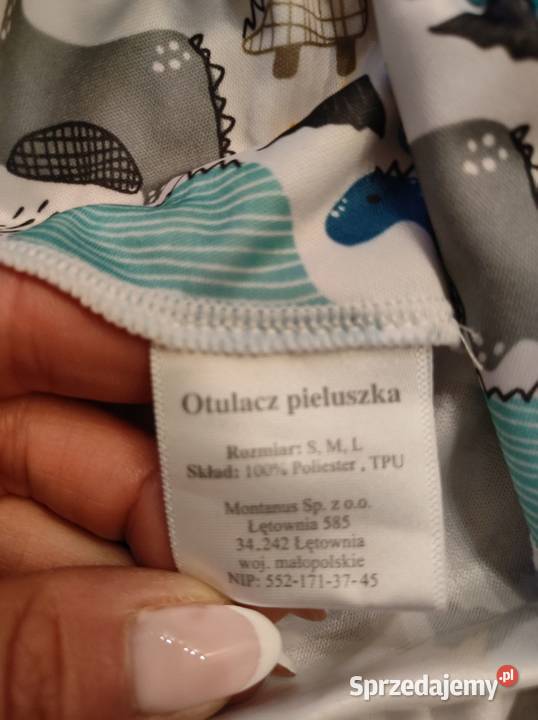 Otulacz pieluszka
Rozmiar: S, M, L
Skład: 100% Poliester , TPU
Montanus Sp. z o.o.
Łętownia 585
34.242 Łętownia
woj. małopolskie
NIP: 552-171-37-45
Sprzedajemy.pl